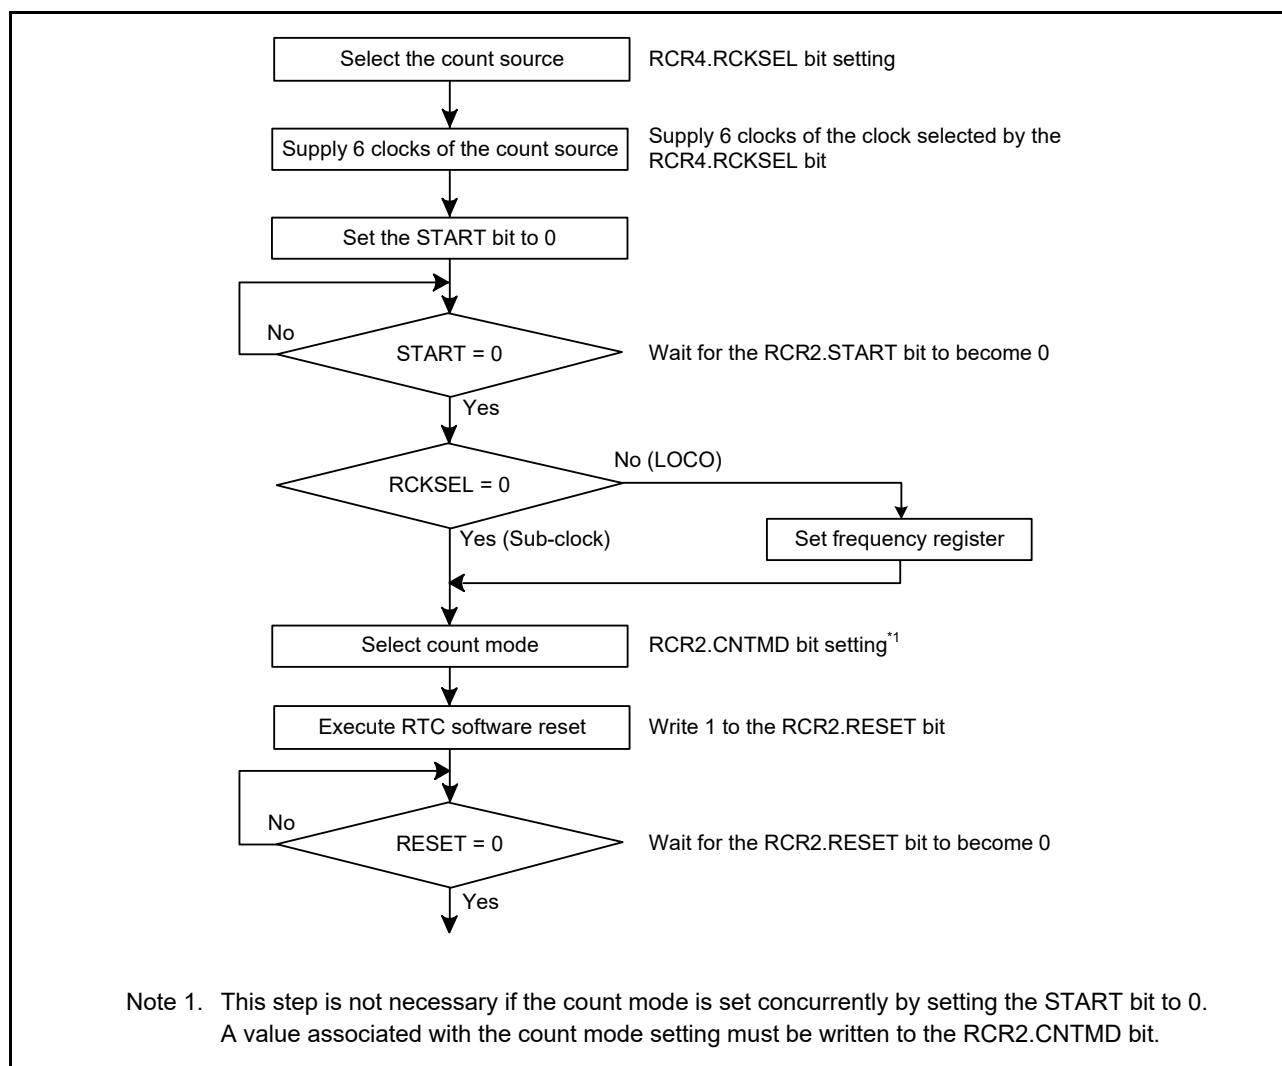 Select the count source
RCR4.RCKSEL bit setting
Supply 6 clocks of the count source
Supply 6 clocks of the clock selected by the
RCR4.RCKSEL bit
Set the START bit to 0
No
START = 0
Wait for the RCR2.START bit to become 0
Yes
No (LOCO)
RCKSEL = 0
Yes (Sub-clock)
Set frequency register
Select count mode
RCR2.CNTMD bit setting*1
Execute RTC software reset
Write 1 to the RCR2.RESET bit
No
RESET = 0
Wait for the RCR2.RESET bit to become 0
Yes
Note 1. This step is not necessary if the count mode is set concurrently by setting the START bit to 0.
A value associated with the count mode setting must be written to the RCR2.CNTMD bit.